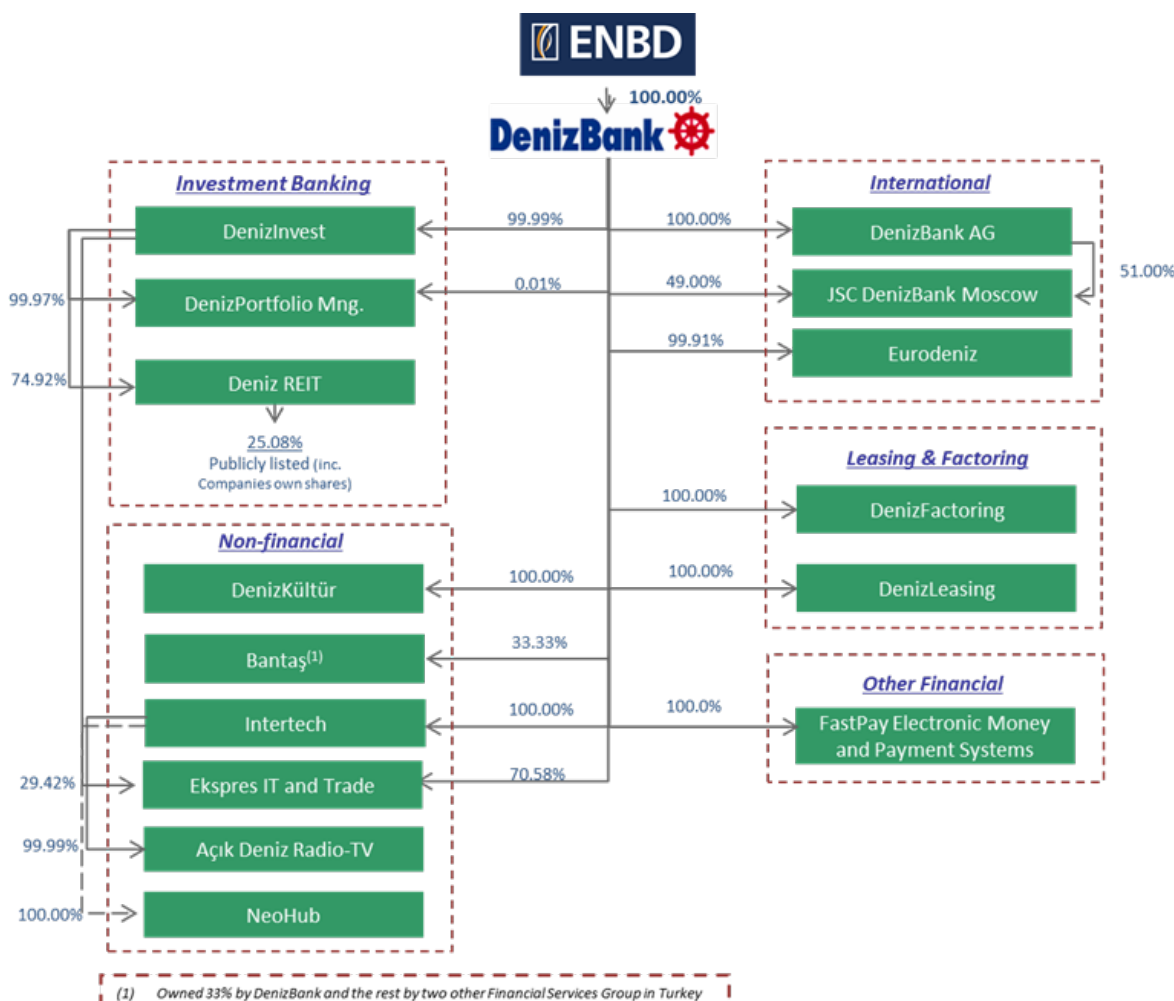 ENBD
100.00%
DenizBank
Investment Banking
DenizInvest
99.99%
DenizPortfolio Mng.
0.01%
99.97%
Deniz REIT
74.92%
25.08%
Publicly listed (inc.
Companies own shares)
International
100.00%
DenizBank AG
51.00%
49.00%
JSC DenizBank Moscow
99.91%
Eurodeniz
Leasing & Factoring
100.00%
DenizFactoring
100.00%
DenizLeasing
Non-financial
DenizKültür
100.00%
Bantaş(1)
33.33%
Intertech
100.00%
29.42%
Ekspres IT and Trade
70.58%
99.99%
Açık Deniz Radio-TV
100.00%
NeoHub
Other Financial
100.0%
FastPay Electronic Money
and Payment Systems
(1) Owned 33% by DenizBank and the rest by two other Financial Services Group in Turkey